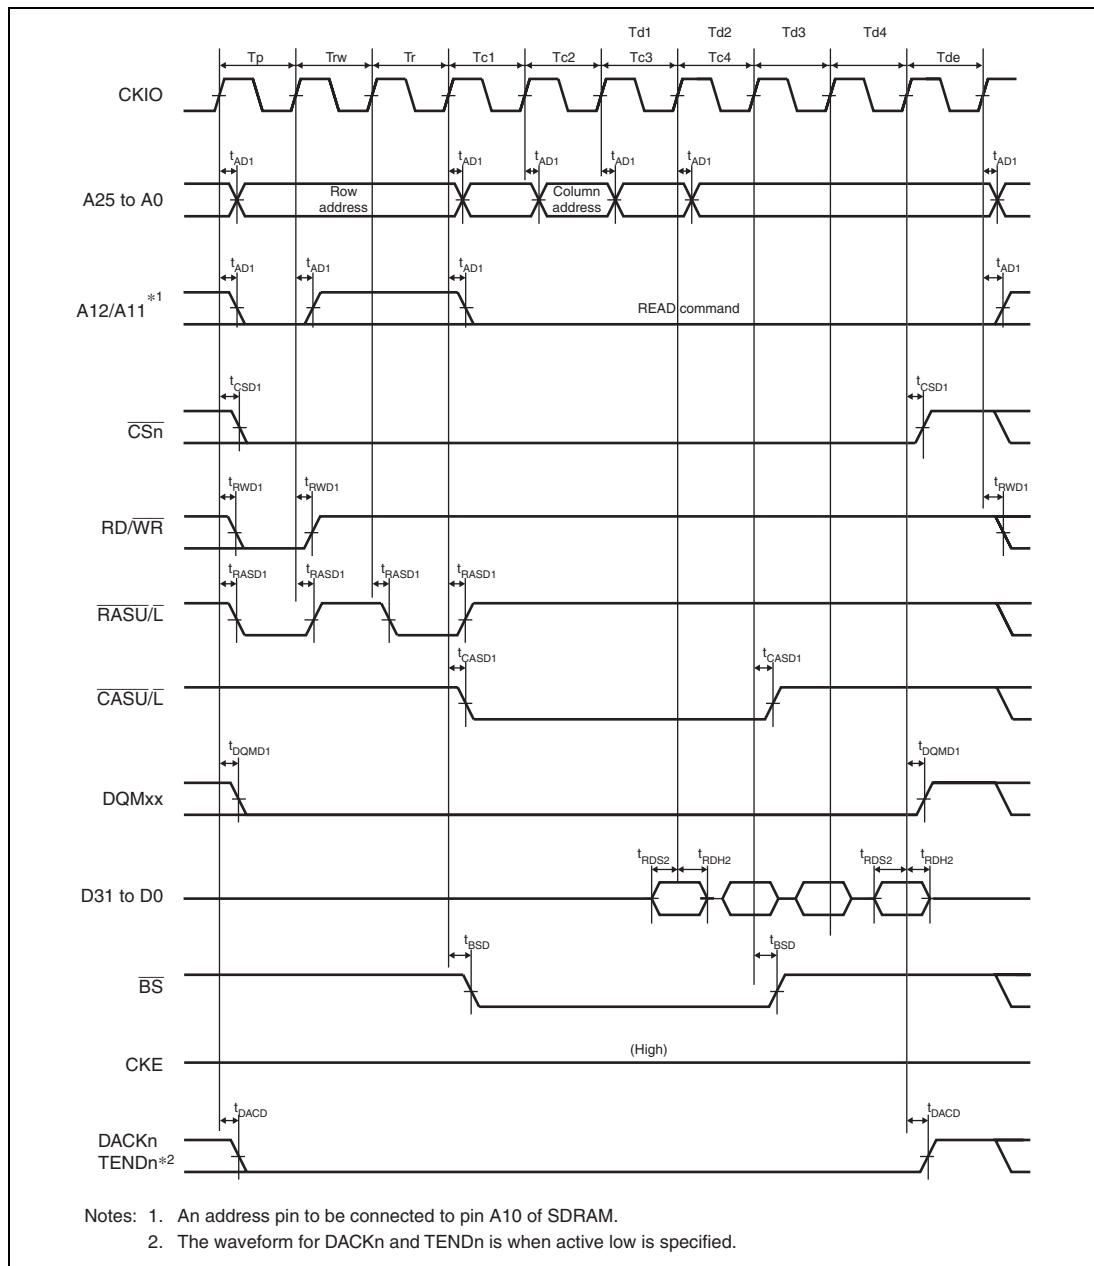 Td1 Td2 Td3 Td4
Tp Trw Tr Tc1 Tc2 Tc3 Tc4 Tde
CKIO
tAD1 tAD1 tAD1 tAD1 tAD1 tAD1
A25 to A0
Row address
Column address
tAD1 tAD1 tAD1 tAD1
A12/A11*1
READ command
tCSD1 tCSD1
CSn
tRWD1 tRWD1 tRWD1
RD/WR
tRASD1 tRASD1 tRASD1 tRASD1
RASU/L
tCASD1 tCASD1
CASU/L
tDQMD1 tDQMD1
DQMxx
tRDS2 tRDH2 tRDS2 tRDH2
D31 to D0
tBSD tBSD
BS
(High)
CKE
tDACD tDACD
DACKn
TENDn*2
Notes: 1. An address pin to be connected to pin A10 of SDRAM.
2. The waveform for DACKn and TENDn is when active low is specified.